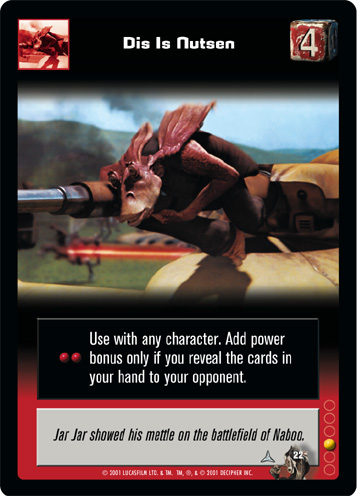 Dis Is Nutsen
4
Use with any character. Add power
bonus only if you reveal the cards in
your hand to your opponent.
Jar Jar showed his mettle on the battlefield of Naboo.
22
© 2001 LUCASFILM LTD. & TM. TM, ®, & © 2001 DECIPHER INC.